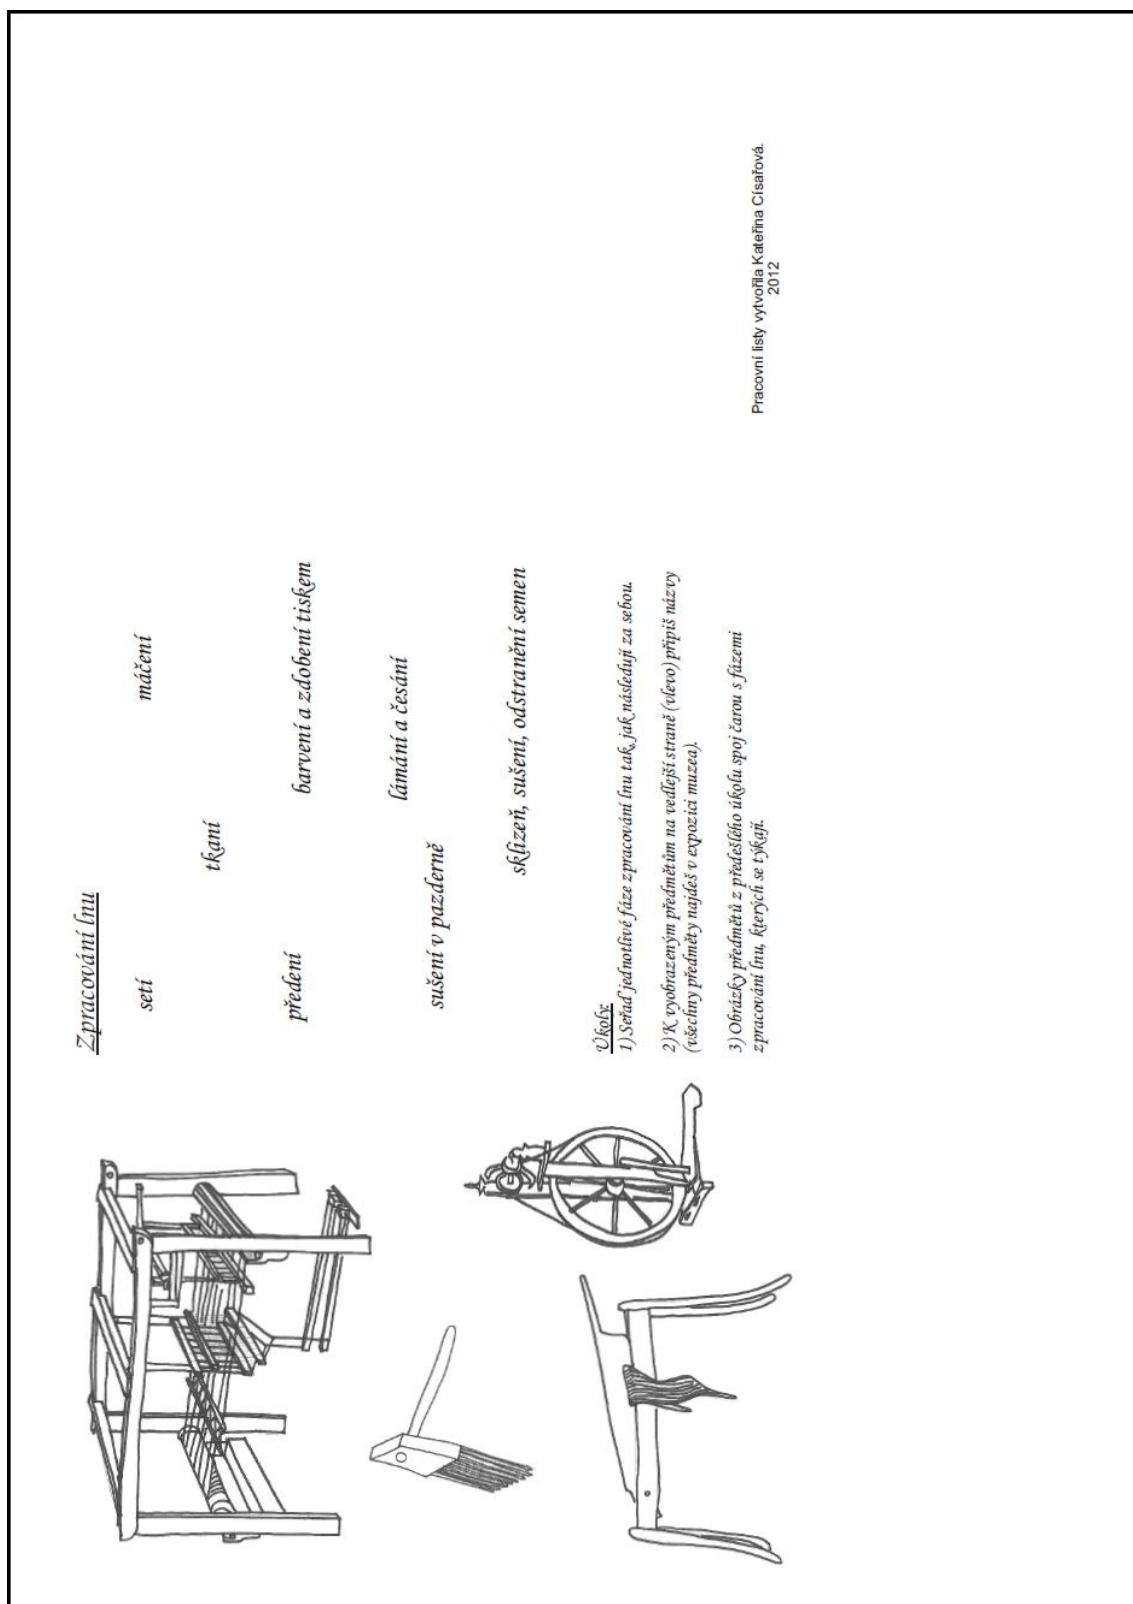 Zpracování lnu
setí
máčení
tkaní
předení
barvení a zdobení tiskem
lámání a česání
sušení v pazderně
sklizeň, sušení, odstranění semen
Úkoly:
1) Seřaď jednotlivé fáze zpracování lnu tak, jak následují za sebou.
2) K vyobrazeným předmětům na vedlejší straně (vlevo) připiš názvy
(všechny předměty najdeš v expozici muzea).
3) Obrázky předmětů z předešlého úkolu spoj čarou s fázemi
zpracování lnu, kterých se týkají.
Pracovní listy vytvořila Kateřina Císařová.
2012